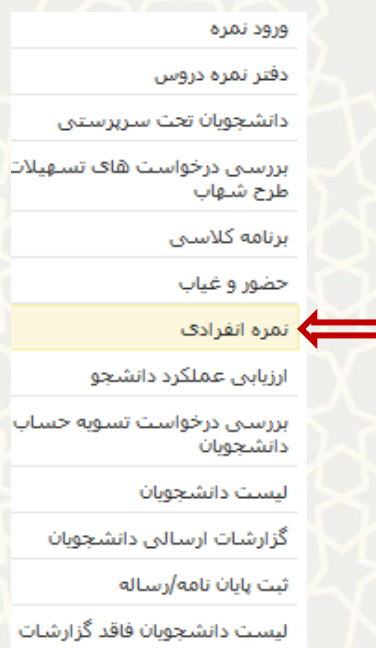 ورود نمره
دفتر نمره دروس
دانشجویان تحت سرپرستی
بررسی درخواست های تسهیلات
طرح شهاب
برنامه کلاسی
حضور و غیاب
نمره انفرادی
ارزیابی عملکرد دانشجو
بررسی درخواست تسویه حساب
دانشجویان
لیست دانشجویان
گزارشات ارسالی دانشجویان
ثبت پایان نامه/رساله
لیست دانشجویان فاقد گزارشات